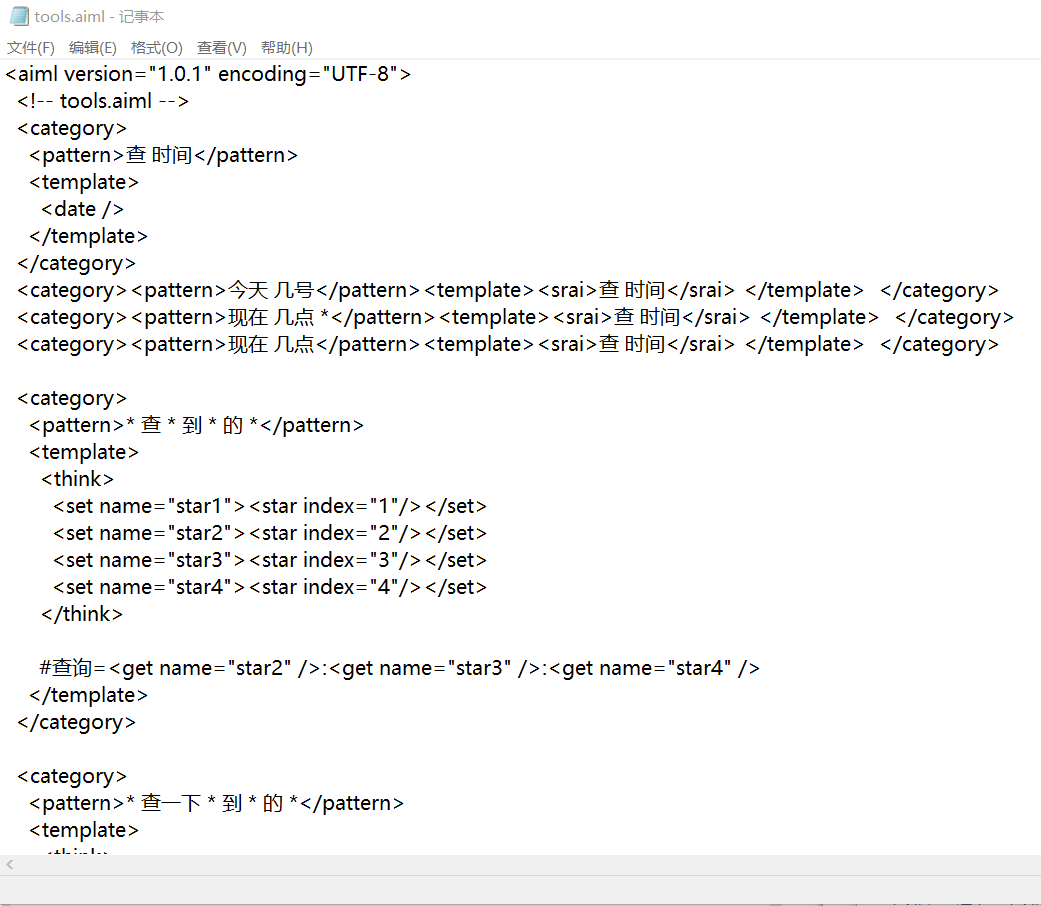 tools.aiml - 记事本
文件(F) 编辑(E) 格式(O) 查看(V) 帮助(H)
<aiml version="1.0.1" encoding="UTF-8">
  <!-- tools.aiml -->
  <category>
    <pattern>查 时间</pattern>
    <template>
      <date />
    </template>
  </category>
  <category><pattern>今天 几号</pattern><template><srai>查 时间</srai> </template>  </category>
  <category><pattern>现在 几点 *</pattern><template><srai>查 时间</srai> </template>  </category>
  <category><pattern>现在 几点</pattern><template><srai>查 时间</srai> </template>  </category>

  <category>
    <pattern>* 查 * 到 * 的 *</pattern>
    <template>
      <think>
        <set name="star1"><star index="1"/></set>
        <set name="star2"><star index="2"/></set>
        <set name="star3"><star index="3"/></set>
        <set name="star4"><star index="4"/></set>
      </think>

      #查询=<get name="star2" />:<get name="star3" />:<get name="star4" />
    </template>
  </category>

  <category>
    <pattern>* 查一下 * 到 * 的 *</pattern>
    <template>